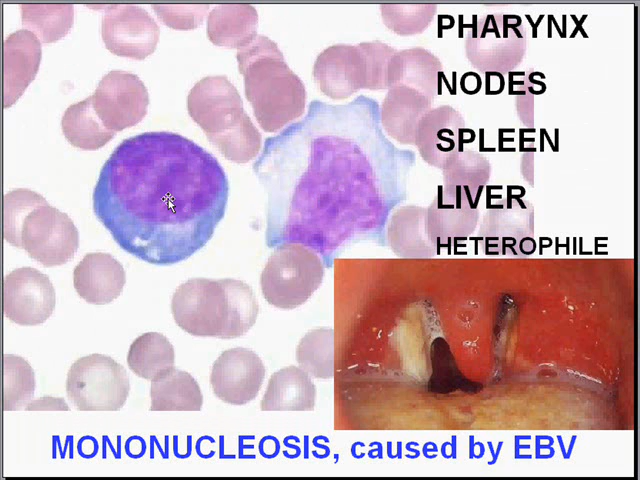 PHARYNX
NODES
SPLEEN
LIVER
HETEROPHILE
MONONUCLEOSIS, caused by EBV